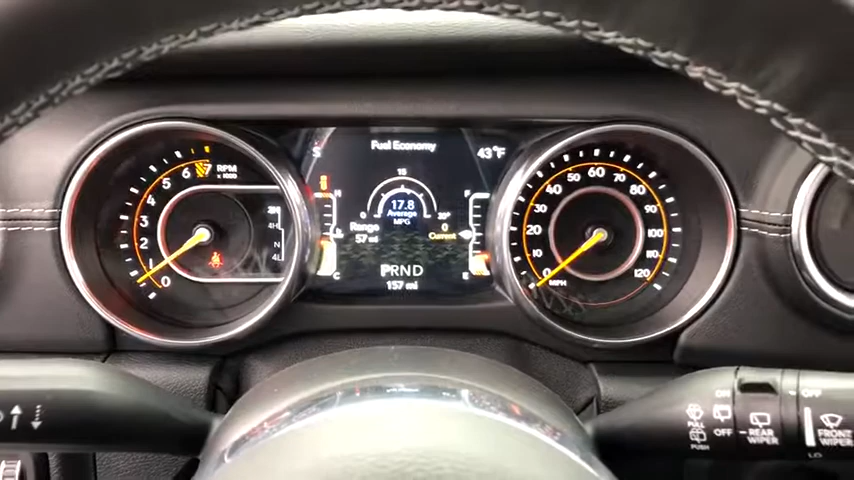 Fuel Economy
43°F
RPM
x 1000
0
1
2
3
4
5
6
7
2H
4H
N
4L
15
0
30+
17.8
Average
MPG
Range
57 mi
0
Current
H
C
F
E
PRND
157 mi
0
10
20
30
40
50
60
70
80
90
100
110
120
MPH
PULL
PUSH
ON
OFF
REAR
WIPER
OFF
FRONT
WIPER
LO